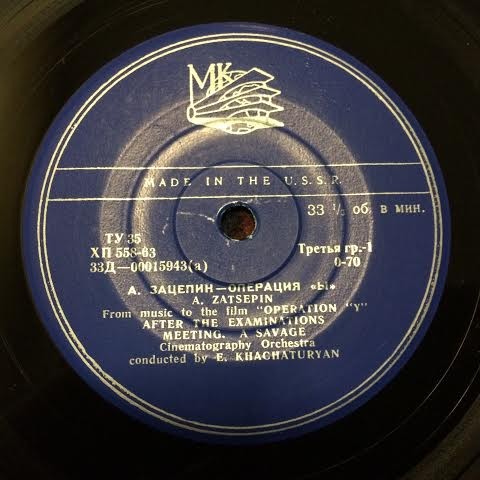 МК
MADE IN THE U.S.S.R.
33 ⅓ об. в мин.
ТУ 35
ХП 558-63
33Д—00015943(а)
Третья гр.-1
0-70
А. ЗАЦЕПИН—ОПЕРАЦИЯ «Ы»
A. ZATSEPIN
From music to the film "OPERATION "Y"
AFTER THE EXAMINATIONS
MEETING. A SAVAGE
Cinematography Orchestra
conducted by E. KHACHATURYAN